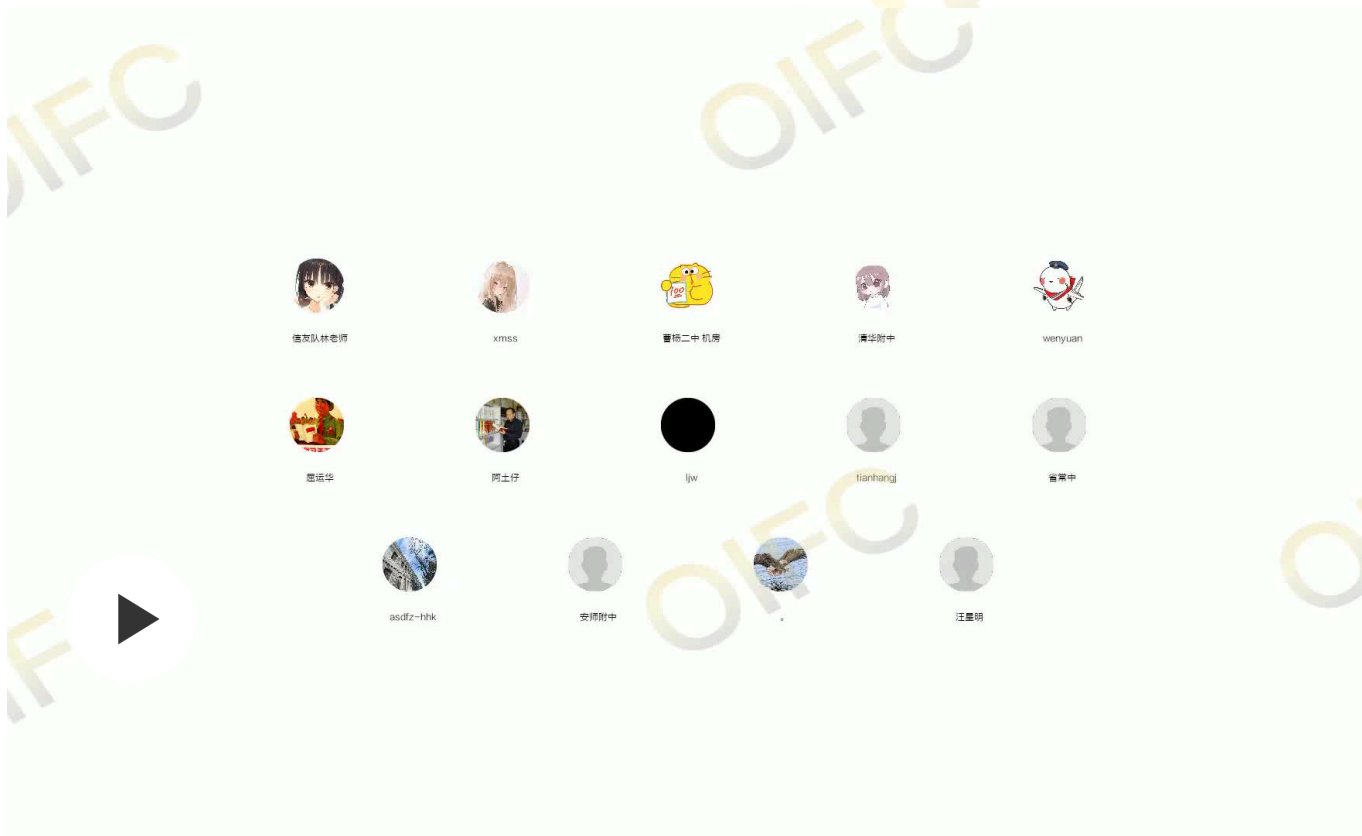 OIFC
OIFC
信友队林老师
xmss
曹杨二中 机房
清华附中
wenyuan
屈运华
阿土仔
ljw
tianhangj
省常中
OIFC
asdfz-hhk
安师附中
。
汪星明